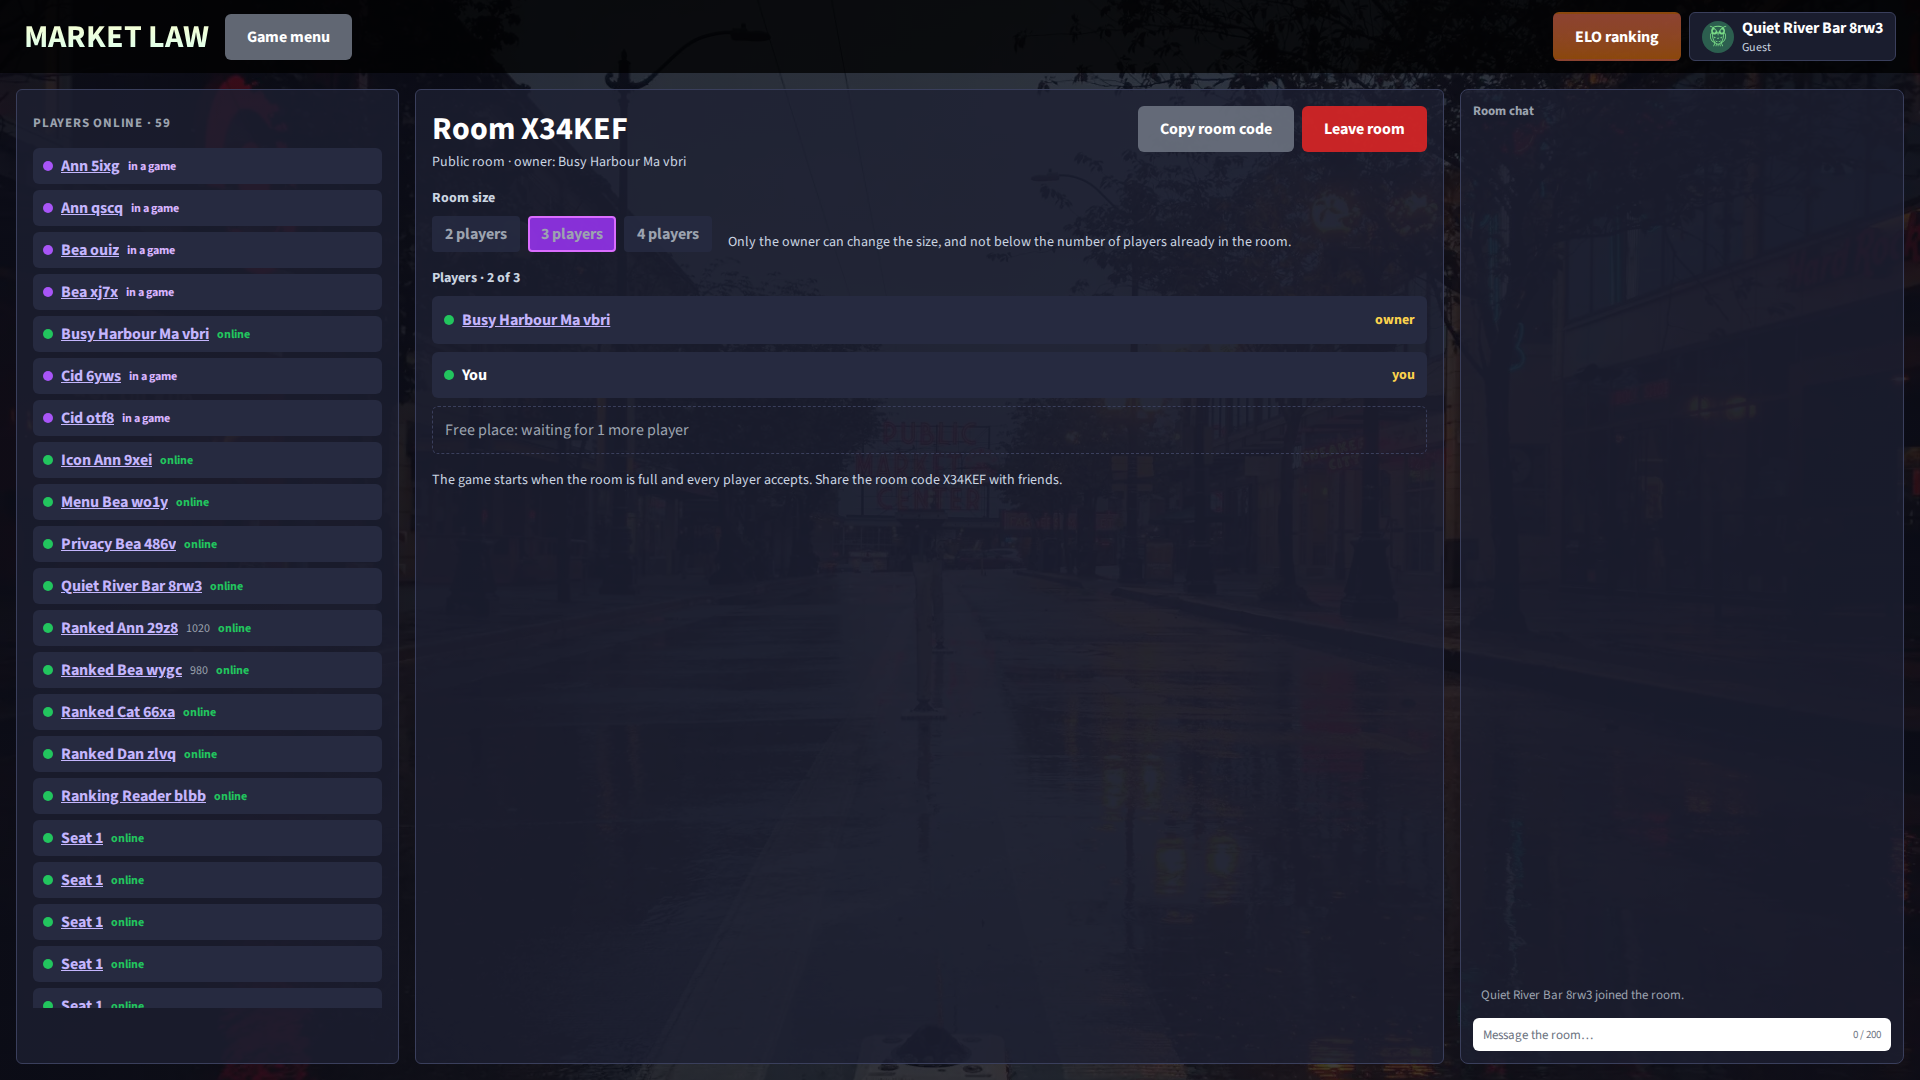 MARKET LAW
Game menu
ELO ranking
Quiet River Bar 8rw3
Guest
PLAYERS ONLINE · 59
Ann 5ixg in a game
Ann qscq in a game
Bea ouiz in a game
Bea xj7x in a game
Busy Harbour Ma vbri online
Cid 6yws in a game
Cid otf8 in a game
Icon Ann 9xei online
Menu Bea wo1y online
Privacy Bea 486v online
Quiet River Bar 8rw3 online
Ranked Ann 29z8 1020 online
Ranked Bea wygc 980 online
Ranked Cat 66xa online
Ranked Dan zlvq online
Ranking Reader blbb online
Seat 1 online
Seat 1 online
Seat 1 online
Seat 1 online
Seat 1 online
Room X34KEF
Copy room code
Leave room
Public room · owner: Busy Harbour Ma vbri
Room size
2 players
3 players
4 players
Only the owner can change the size, and not below the number of players already in the room.
Players · 2 of 3
Busy Harbour Ma vbri owner
You you
Free place: waiting for 1 more player
The game starts when the room is full and every player accepts. Share the room code X34KEF with friends.
Room chat
Quiet River Bar 8rw3 joined the room.
Message the room… 0 / 200